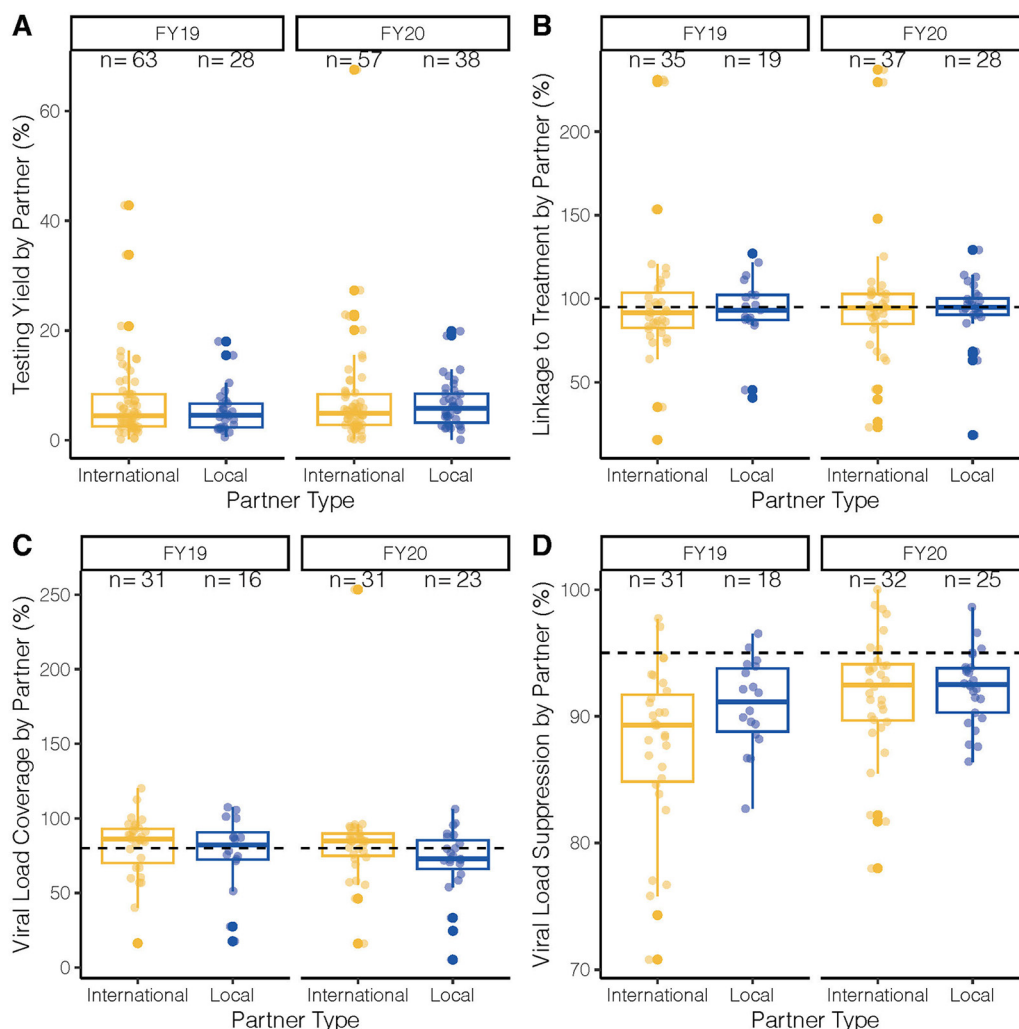 A
FY19
FY20
n= 63
n= 28
n= 57
n= 38
Testing Yield by Partner (%)
60
40
20
0
International
Local
International
Local
Partner Type
B
FY19
FY20
n= 35
n= 19
n= 37
n= 28
Linkage to Treatment by Partner (%)
200
150
100
50
International
Local
International
Local
Partner Type
C
FY19
FY20
n= 31
n= 16
n= 31
n= 23
Viral Load Coverage by Partner (%)
250
200
150
100
50
0
International
Local
International
Local
Partner Type
D
FY19
FY20
n= 31
n= 18
n= 32
n= 25
Viral Load Suppression by Partner (%)
100
90
80
70
International
Local
International
Local
Partner Type